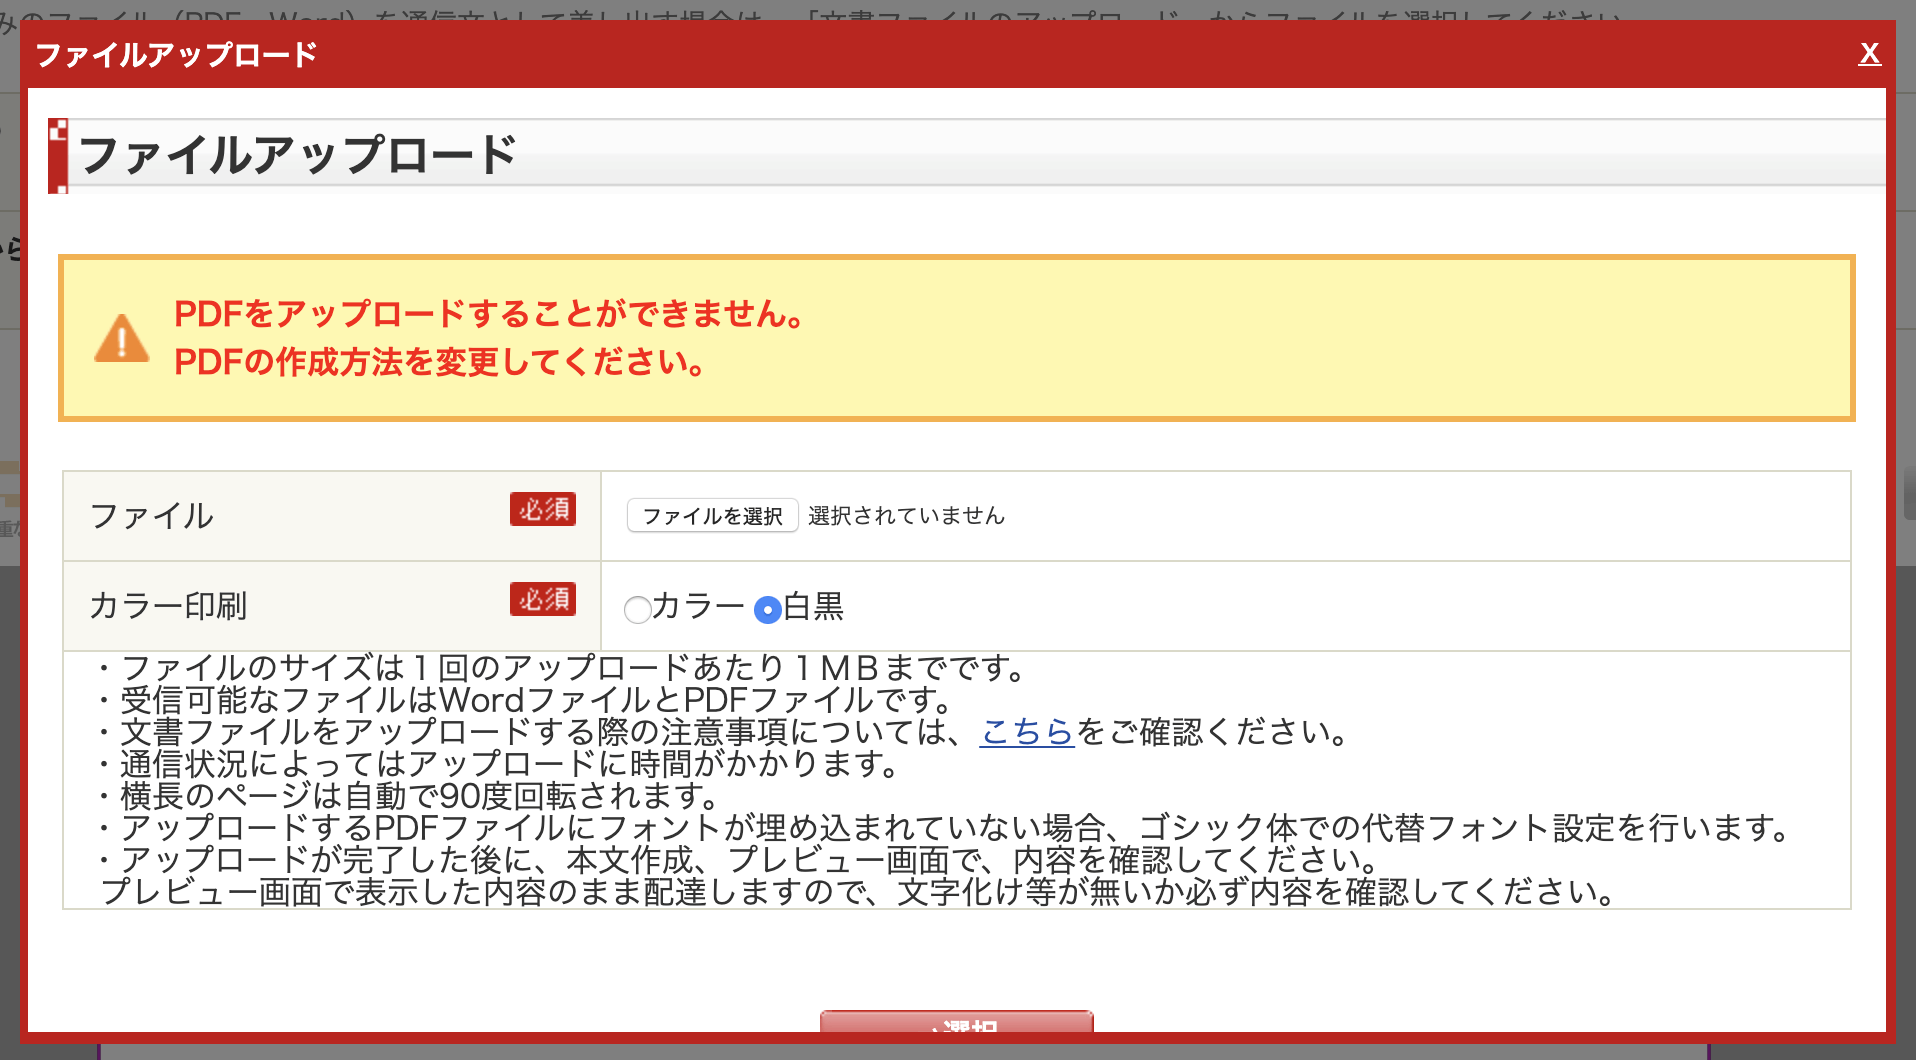 ファイルアップロード
X
ファイルアップロード
PDFをアップロードすることができません。
PDFの作成方法を変更してください。
ファイル 必須 ファイルを選択 選択されていません
カラー印刷 必須 カラー 白黒
・ファイルのサイズは１回のアップロードあたり１ＭＢまでです。
・受信可能なファイルはWordファイルとPDFファイルです。
・文書ファイルをアップロードする際の注意事項については、こちらをご確認ください。
・通信状況によってはアップロードに時間がかかります。
・横長のページは自動で90度回転されます。
・アップロードするPDFファイルにフォントが埋め込まれていない場合、ゴシック体での代替フォント設定を行います。
・アップロードが完了した後に、本文作成、プレビュー画面で、内容を確認してください。
プレビュー画面で表示した内容のまま配達しますので、文字化け等が無いか必ず内容を確認してください。
選択